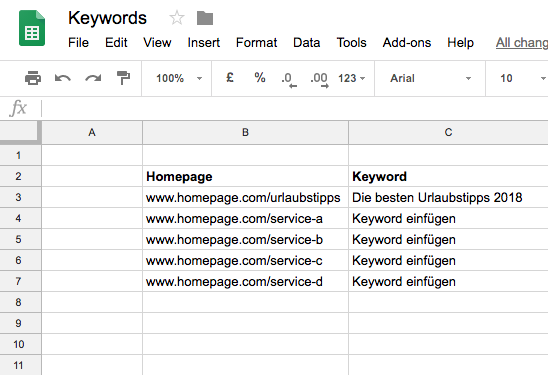 Keywords
File Edit View Insert Format Data Tools Add-ons Help All chang
100% £ % .0 .00 123 Arial 10
fx
A B C
1
2 Homepage Keyword
3 www.homepage.com/urlaubstipps Die besten Urlaubstipps 2018
4 www.homepage.com/service-a Keyword einfügen
5 www.homepage.com/service-b Keyword einfügen
6 www.homepage.com/service-c Keyword einfügen
7 www.homepage.com/service-d Keyword einfügen
8
9
10
11